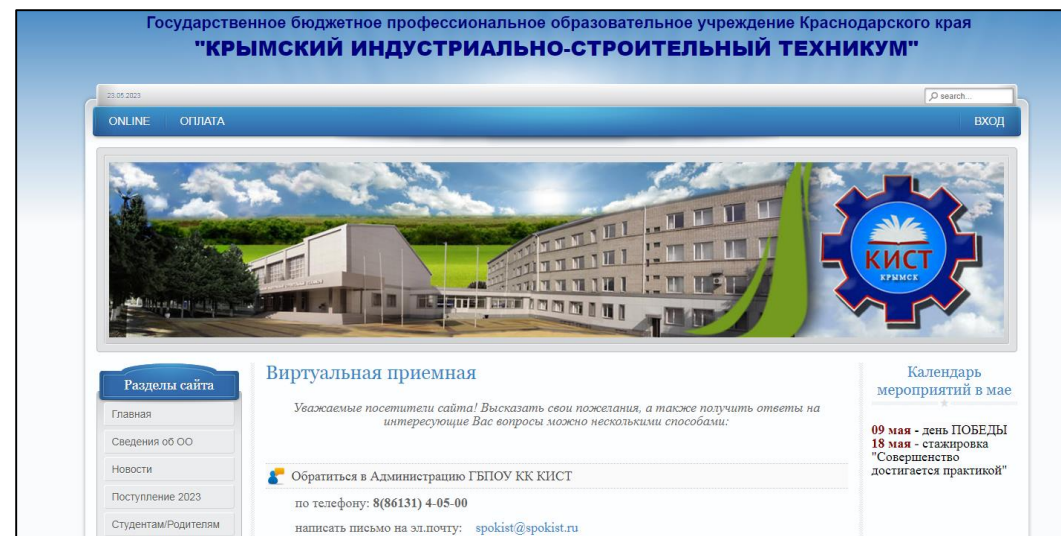 Государственное бюджетное профессиональное образовательное учреждение Краснодарского края
"КРЫМСКИЙ ИНДУСТРИАЛЬНО-СТРОИТЕЛЬНЫЙ ТЕХНИКУМ"
23.05.2023
search...
ONLINE ОПЛАТА ВХОД
КИСТ
КРЫМСК
Разделы сайта
Главная
Сведения об ОО
Новости
Поступление 2023
Студентам/Родителям
Виртуальная приемная
Уважаемые посетители сайта! Высказать свои пожелания, а также получить ответы на
интересующие Вас вопросы можно несколькими способами:
Обратиться в Администрацию ГБПОУ КК КИСТ
по телефону: 8(86131) 4-05-00
написать письмо на эл.почту: spokist@spokist.ru
Календарь
мероприятий в мае
09 мая - день ПОБЕДЫ
18 мая - стажировка
"Совершенство
достигается практикой"